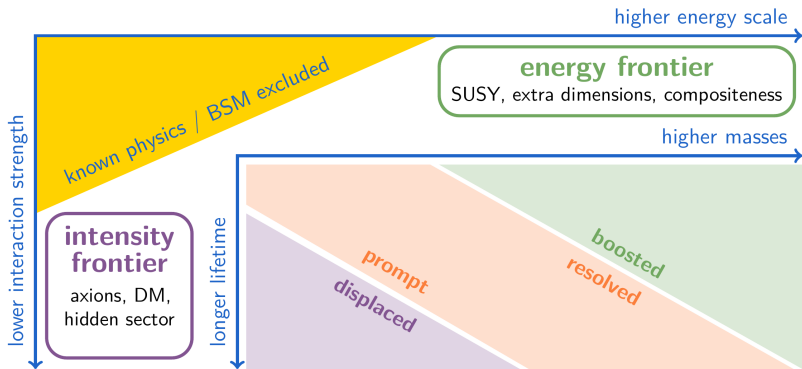 higher energy scale
energy frontier
SUSY, extra dimensions, compositeness
known physics / BSM excluded
higher masses
lower interaction strength
intensity
frontier
axions, DM,
hidden sector
longer lifetime
prompt
displaced
boosted
resolved